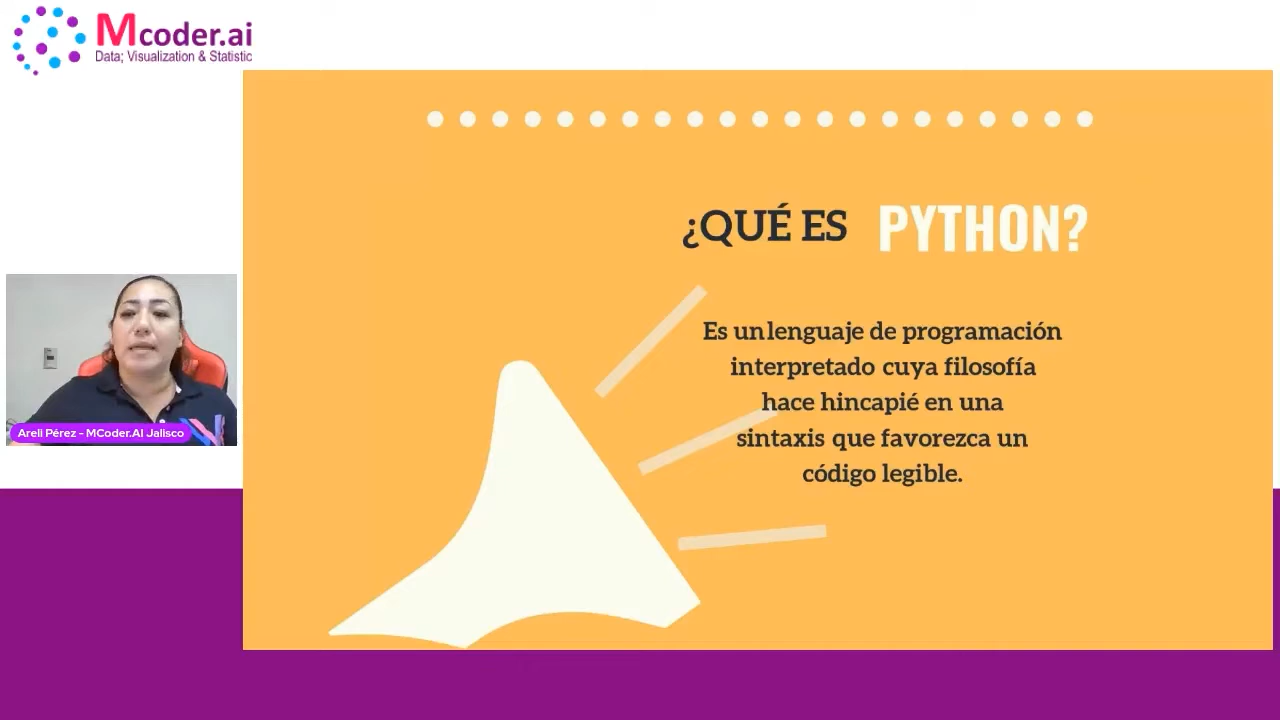 Mcoder.ai
Data; Visualization & Statistic
¿QUÉ ES PYTHON?
Es un lenguaje de programación
interpretado cuya filosofía
hace hincapié en una
sintaxis que favorezca un
código legible.
Areli Pérez - MCoder.AI Jalisco